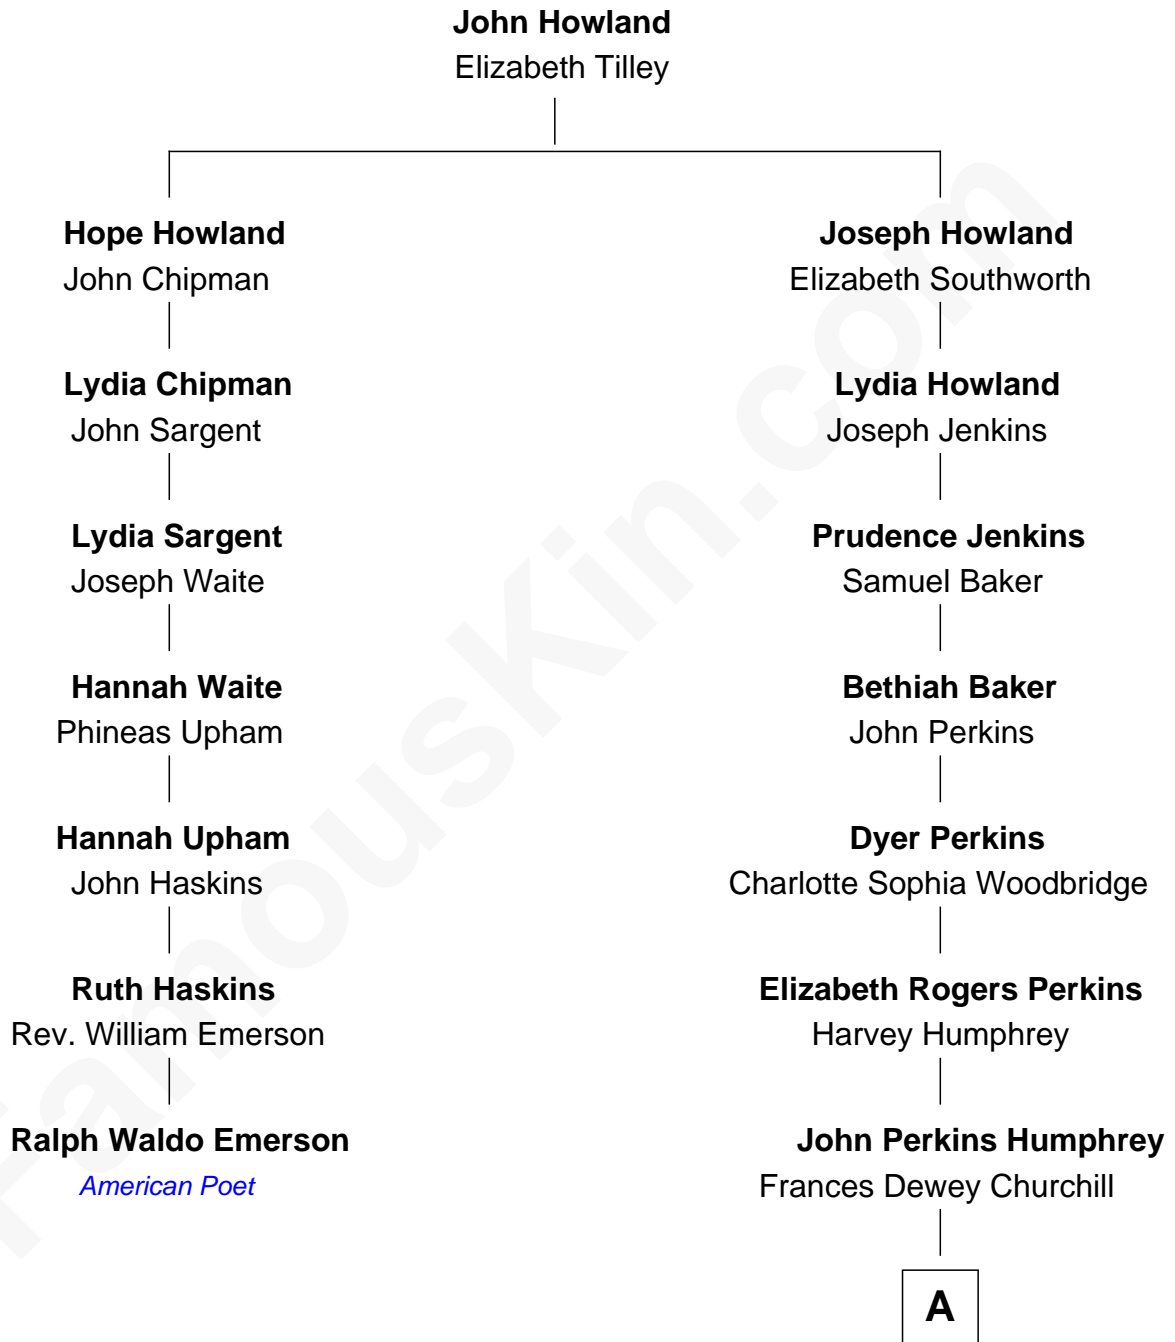 John Howland
Elizabeth Tilley
Hope Howland
John Chipman
Joseph Howland
Elizabeth Southworth
Lydia Chipman
John Sargent
Lydia Howland
Joseph Jenkins
Lydia Sargent
Joseph Waite
Prudence Jenkins
Samuel Baker
Hannah Waite
Phineas Upham
Bethiah Baker
John Perkins
Hannah Upham
John Haskins
Dyer Perkins
Charlotte Sophia Woodbridge
Ruth Haskins
Rev. William Emerson
Elizabeth Rogers Perkins
Harvey Humphrey
Ralph Waldo Emerson
American Poet
John Perkins Humphrey
Frances Dewey Churchill
A
FamousKin.com